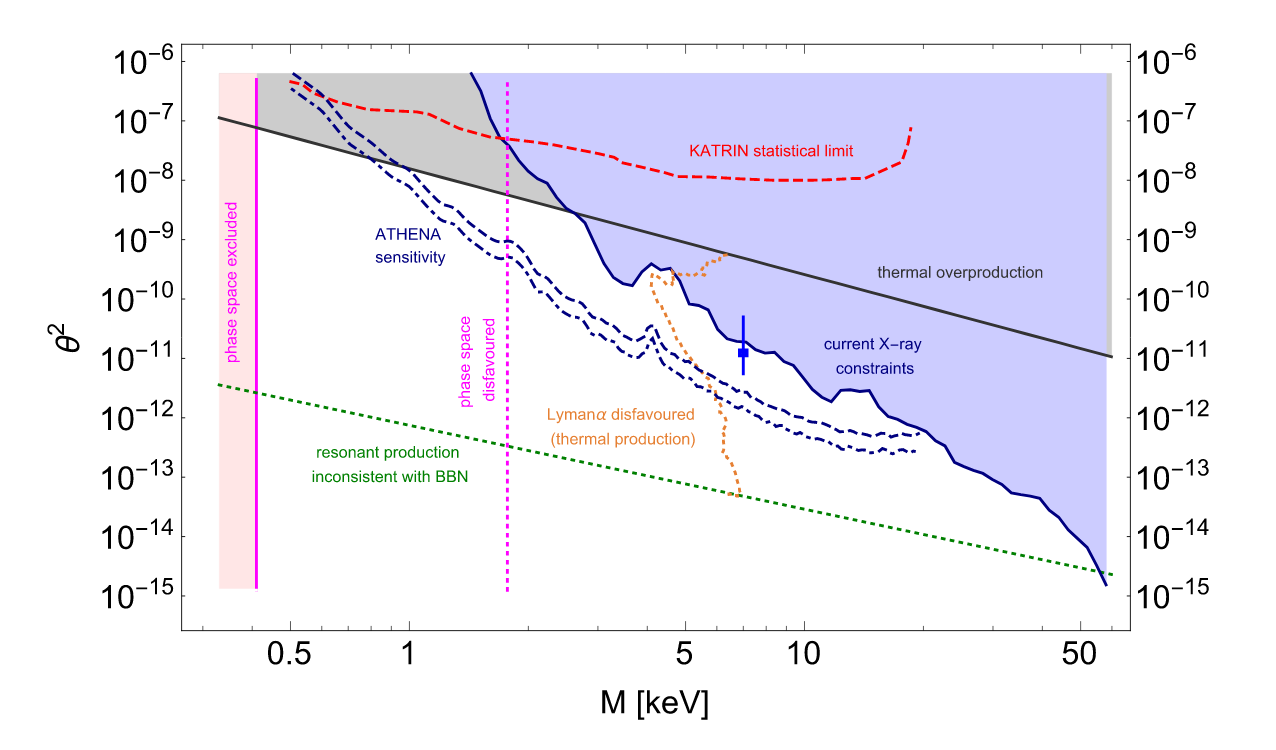 10⁻⁶
10⁻⁷
10⁻⁸
10⁻⁹
10⁻¹⁰
10⁻¹¹
10⁻¹²
10⁻¹³
10⁻¹⁴
10⁻¹⁵
θ²
phase space excluded
ATHENA
sensitivity
phase space
disfavoured
KATRIN statistical limit
thermal overproduction
current X−ray
constraints
Lymanα disfavoured
(thermal production)
resonant production
inconsistent with BBN
10⁻⁶
10⁻⁷
10⁻⁸
10⁻⁹
10⁻¹⁰
10⁻¹¹
10⁻¹²
10⁻¹³
10⁻¹⁴
10⁻¹⁵
0.5 1 5 10 50
M [keV]